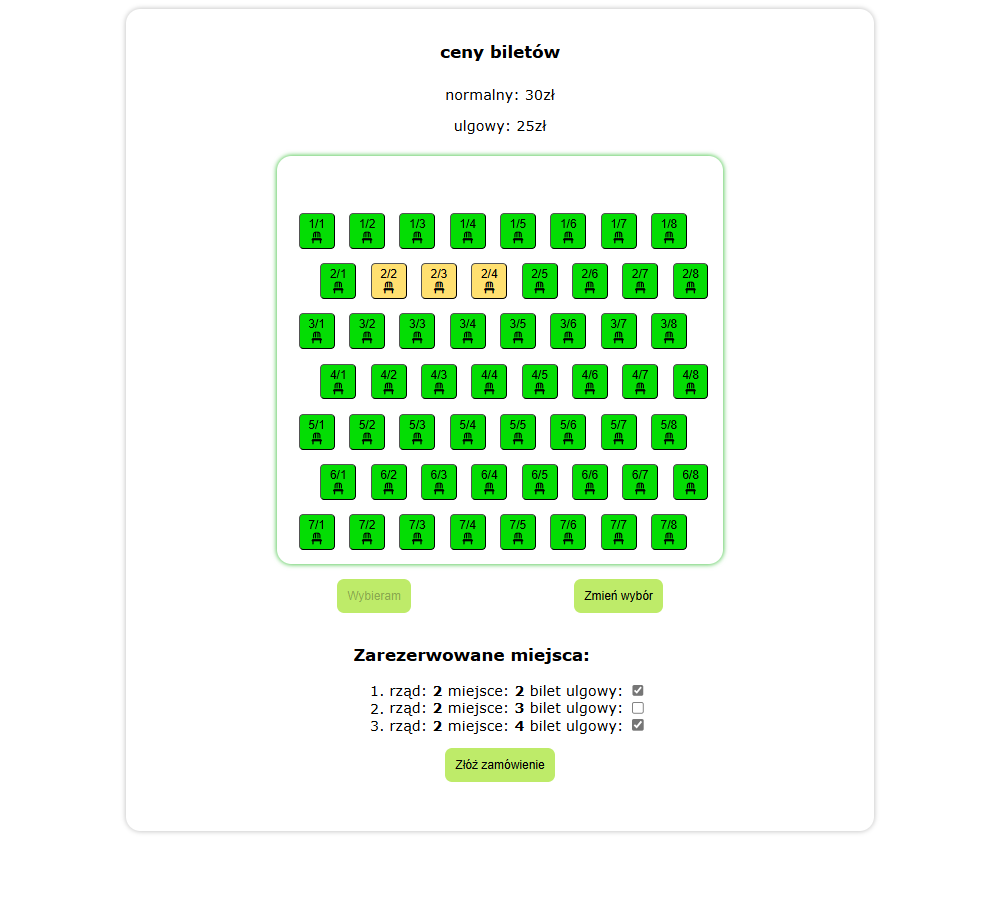 ceny biletów
normalny: 30zł
ulgowy: 25zł
1/1 1/2 1/3 1/4 1/5 1/6 1/7 1/8
2/1 2/2 2/3 2/4 2/5 2/6 2/7 2/8
3/1 3/2 3/3 3/4 3/5 3/6 3/7 3/8
4/1 4/2 4/3 4/4 4/5 4/6 4/7 4/8
5/1 5/2 5/3 5/4 5/5 5/6 5/7 5/8
6/1 6/2 6/3 6/4 6/5 6/6 6/7 6/8
7/1 7/2 7/3 7/4 7/5 7/6 7/7 7/8
Wybieram Zmień wybór
Zarezerwowane miejsca:
1. rząd: 2 miejsce: 2 bilet ulgowy:
2. rząd: 2 miejsce: 3 bilet ulgowy:
3. rząd: 2 miejsce: 4 bilet ulgowy:
Złóż zamówienie